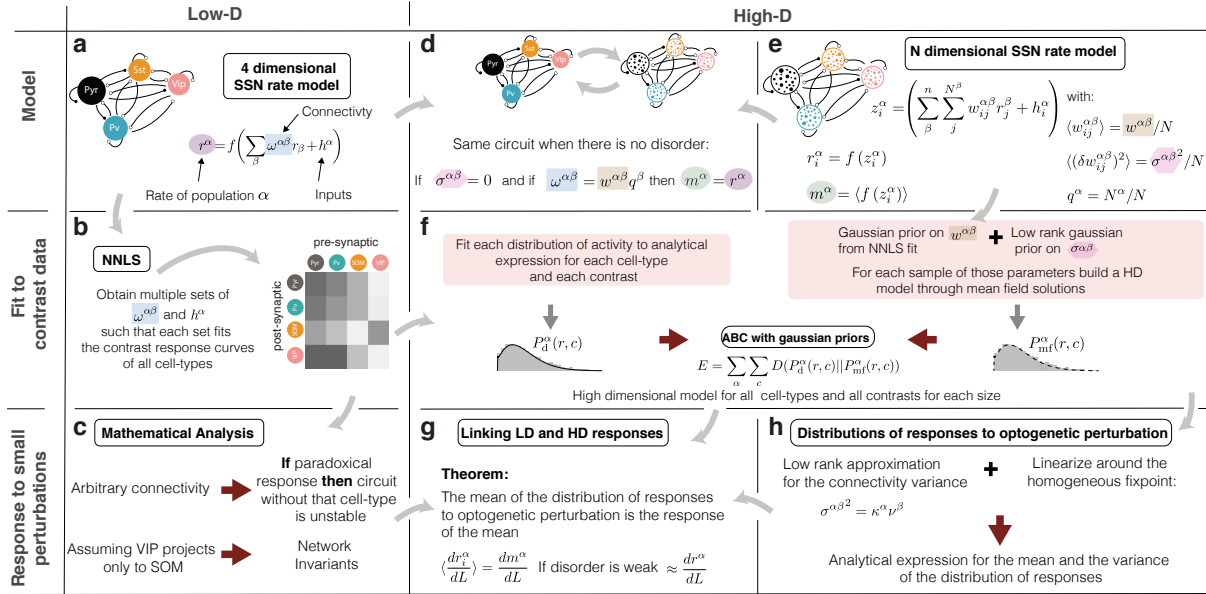 Low-D
High-D
Model
a
Pyr
Sst
Vip
Pv
4 dimensional
SSN rate model
Connectivity
r^α = f(∑_β ω^{αβ} r_β + h^α)
Rate of population α
Inputs
d
Pyr
Sst
Vip
Pv
Same circuit when there is no disorder:
If σ^{αβ} = 0 and if ω^{αβ} = w^{αβ} q^β then m^α = r^α
e
N dimensional SSN rate model
z_i^α = (∑_β^n ∑_j^{N^β} w_{ij}^{αβ} r_j^β + h_i^α)
r_i^α = f(z_i^α)
m^α = ⟨f(z_i^α)⟩
with:
⟨w_{ij}^{αβ}⟩ = w^{αβ}/N
⟨(δw_{ij}^{αβ})²⟩ = σ^{αβ²}/N
q^α = N^α/N
Fit to
contrast data
b
NNLS
Obtain multiple sets of
ω^{αβ} and h^α
such that each set fits
the contrast response curves
of all cell-types
pre-synaptic
Pyr
Pv
SOM
VIP
post-synaptic
Pyr
Pv
SOM
VIP
f
Fit each distribution of activity to analytical
expression for each cell-type
and each contrast
P_d^α(r, c)
ABC with gaussian priors
E = ∑_α ∑_c D(P_d^α(r, c)||P_mf^α(r, c))
Gaussian prior on w^{αβ}
from NNLS fit
+
Low rank gaussian
prior on σ^{αβ}
For each sample of those parameters build a HD
model through mean field solutions
P_mf^α(r, c)
High dimensional model for all cell-types and all contrasts for each size
Response to small
perturbations
c
Mathematical Analysis
Arbitrary connectivity
If paradoxical
response then circuit
without that cell-type
is unstable
Assuming VIP projects
only to SOM
Network
Invariants
g
Linking LD and HD responses
Theorem:
The mean of the distribution of responses
to optogenetic perturbation is the response
of the mean
⟨dr_i^α/dL⟩ = dm^α/dL If disorder is weak ≈ dr^α/dL
h
Distributions of responses to optogenetic perturbation
Low rank approximation
for the connectivity variance
σ^{αβ²} = κ^α ν^β
+
Linearize around the
homogeneous fixpoint:
Analytical expression for the mean and the variance
of the distribution of responses